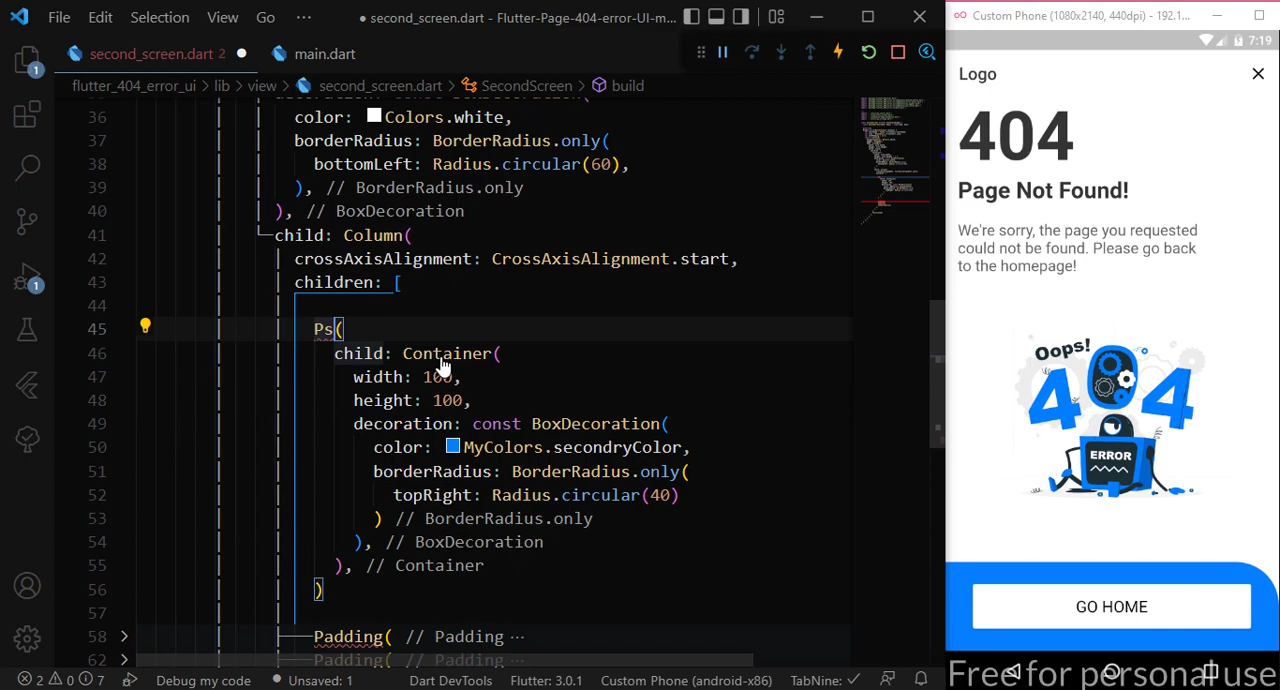 File Edit Selection View Go ··· ● second_screen.dart - Flutter-Page-404-error-UI-m...
Custom Phone (1080x2140, 440dpi) - 192.1...
second_screen.dart 2 ● main.dart
7:19
flutter_404_error_ui > lib > view > second_screen.dart > SecondScreen > build
Logo
36 color: Colors.white,
37 borderRadius: BorderRadius.only(
38 bottomLeft: Radius.circular(60),
39 ), // BorderRadius.only
40 ), // BoxDecoration
41 child: Column(
42 crossAxisAlignment: CrossAxisAlignment.start,
43 children: [
44
45 Ps(
46 child: Container(
47 width: 100,
48 height: 100,
49 decoration: const BoxDecoration(
50 color: MyColors.secondryColor,
51 borderRadius: BorderRadius.only(
52 topRight: Radius.circular(40)
53 ) // BorderRadius.only
54 ), // BoxDecoration
55 ), // Container
56 )
57
58 Padding( // Padding ···
62 Padding( // Padding ···
1
1
404
Page Not Found!
We're sorry, the page you requested
could not be found. Please go back
to the homepage!
Oops!
404
ERROR
GO HOME
2 0 7 Debug my code Unsaved: 1 Dart DevTools Flutter: 3.0.1 Custom Phone (android-x86) TabNine: ✓
Free for personal use